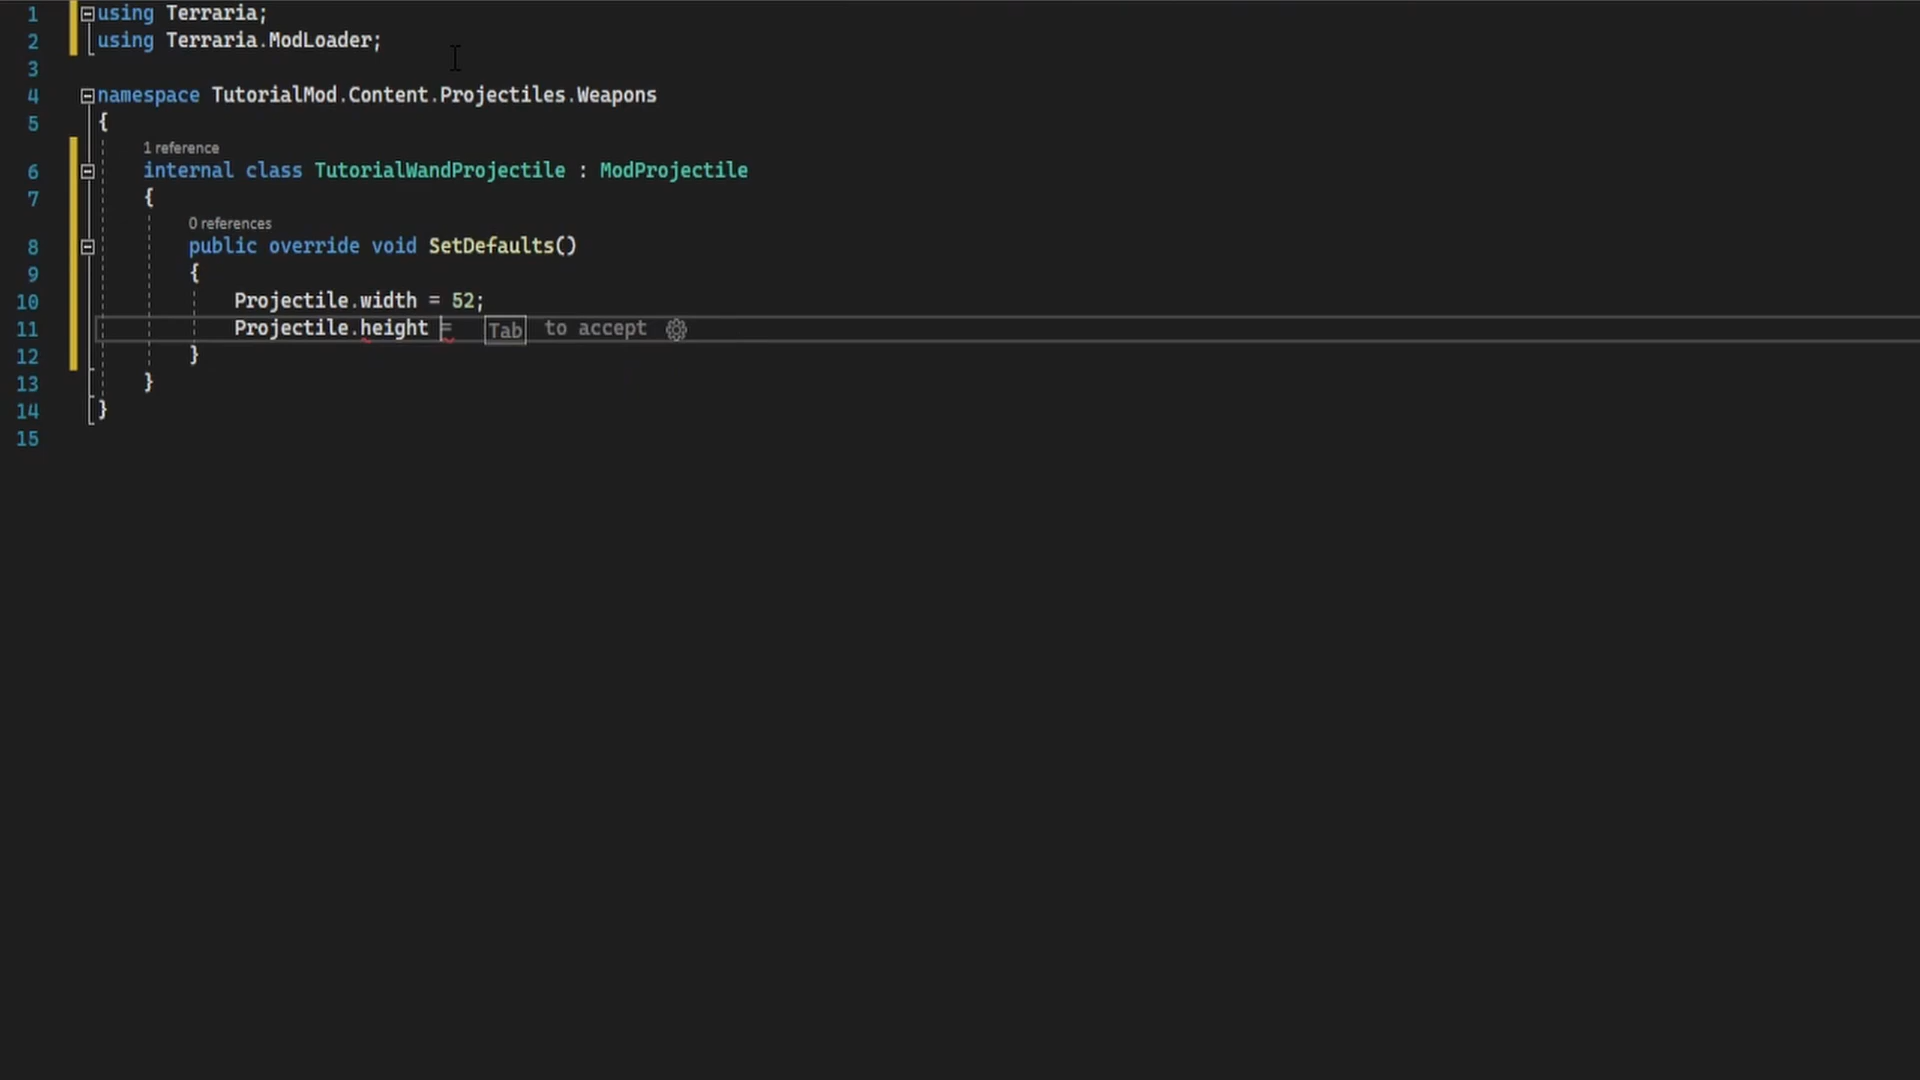 1 using Terraria;
2 using Terraria.ModLoader;
3
4 namespace TutorialMod.Content.Projectiles.Weapons
5 {
1 reference
6 internal class TutorialWandProjectile : ModProjectile
7 {
0 references
8 public override void SetDefaults()
9 {
10 Projectile.width = 52;
11 Projectile.height = Tab to accept
12 }
13 }
14 }
15